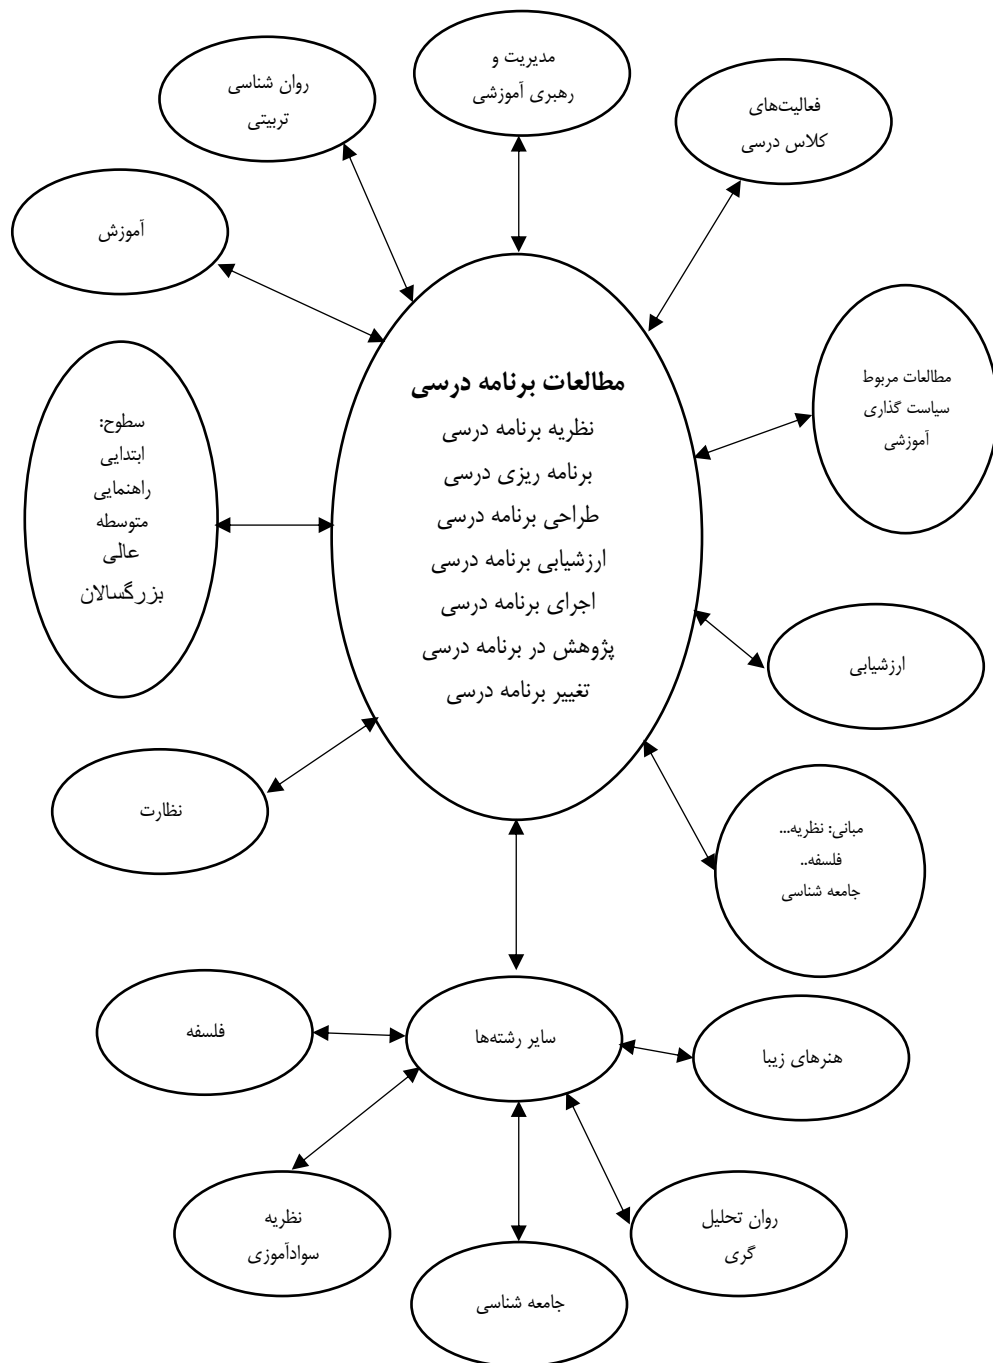 مدیریت و
رهبری آموزشی
روان شناسی
تربیتی
فعالیت‌های
کلاس درسی
آموزش
مطالعات برنامه درسی
نظریه برنامه درسی
برنامه ریزی درسی
طراحی برنامه درسی
ارزشیابی برنامه درسی
اجرای برنامه درسی
پژوهش در برنامه درسی
تغییر برنامه درسی
مطالعات مربوط
سیاست گذاری
آموزشی
سطوح:
ابتدایی
راهنمایی
متوسطه
عالی
بزرگسالان
ارزشیابی
نظارت
مبانی: نظریه...
فلسفه..
جامعه شناسی
سایر رشته‌ها
فلسفه
هنرهای زیبا
نظریه
سوادآموزی
روان تحلیل
گری
جامعه شناسی